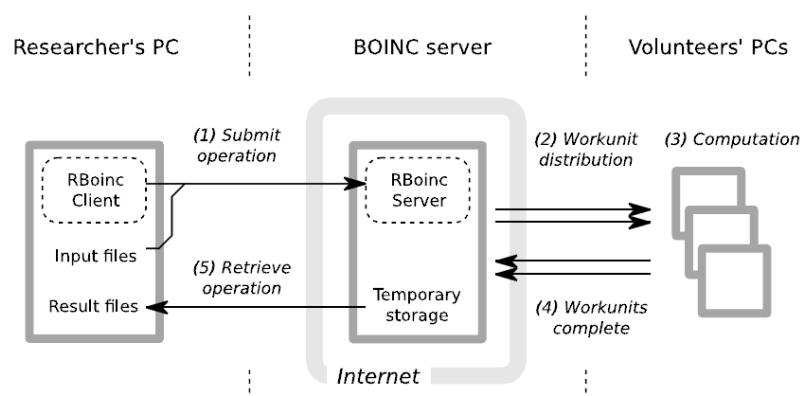 Researcher's PC
BOINC server
Volunteers' PCs
(1) Submit
operation
(2) Workunit
distribution
(3) Computation
RBoinc
Client
RBoinc
Server
Input files
(5) Retrieve
operation
Result files
Temporary
storage
(4) Workunits
complete
Internet